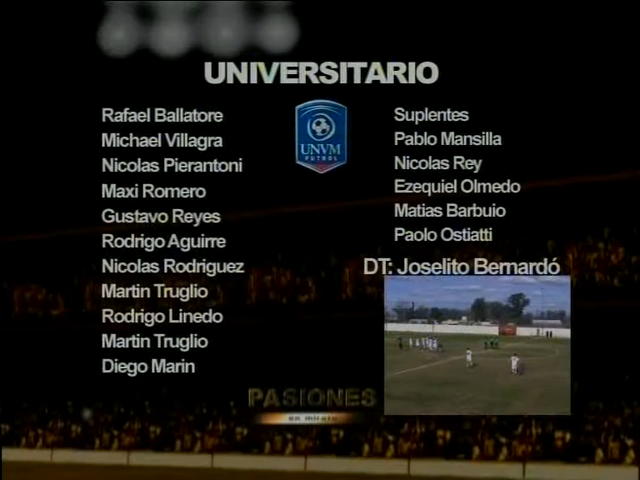 UNIVERSITARIO
Rafael Ballatore
Michael Villagra
Nicolas Pierantoni
Maxi Romero
Gustavo Reyes
Rodrigo Aguirre
Nicolas Rodriguez
Martin Truglio
Rodrigo Linedo
Martin Truglio
Diego Marin
UNVM
FUTBOL
Suplentes
Pablo Mansilla
Nicolas Rey
Ezequiel Olmedo
Matias Barbuio
Paolo Ostiatti
DT: Joselito Bernardó
PASIONES